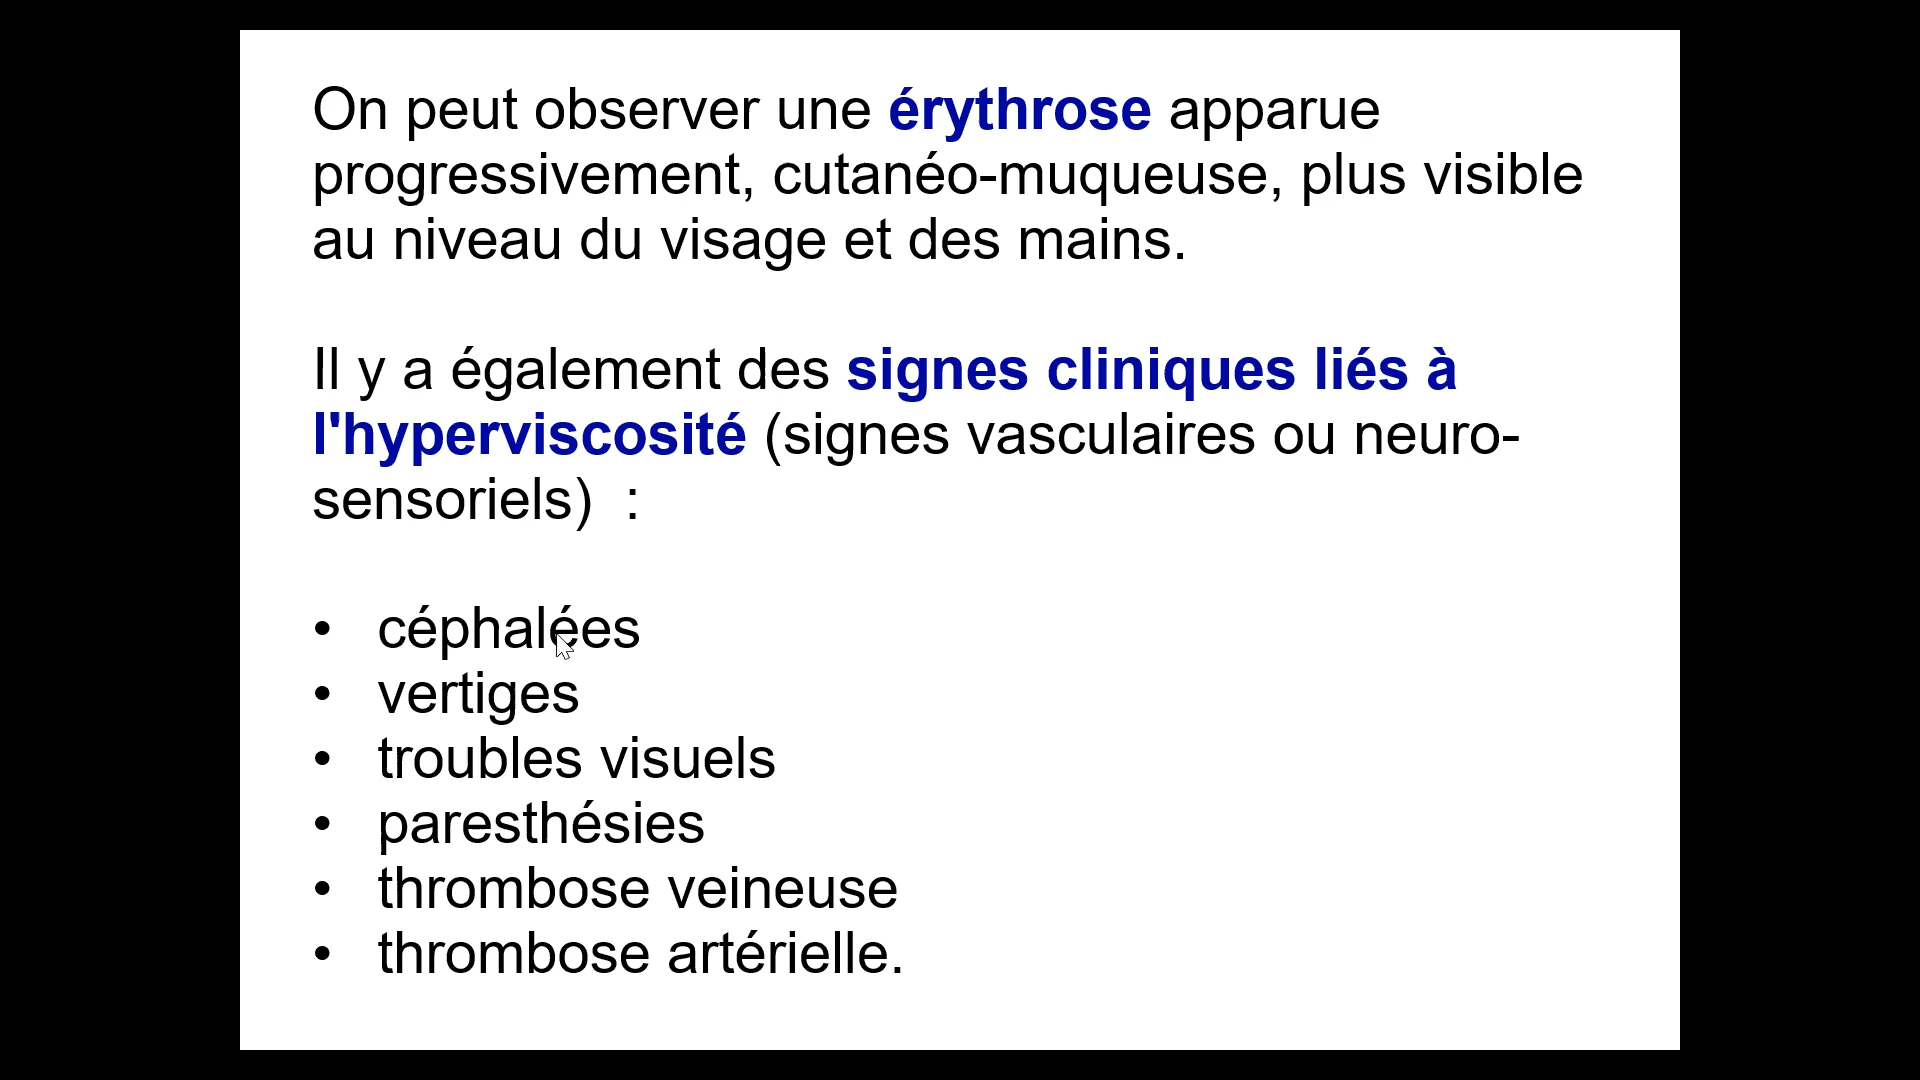 On peut observer une érythrose apparue
progressivement, cutanéo-muqueuse, plus visible
au niveau du visage et des mains.
Il y a également des signes cliniques liés à
l'hyperviscosité (signes vasculaires ou neuro-
sensoriels)  :
• céphalées
• vertiges
• troubles visuels
• paresthésies
• thrombose veineuse
• thrombose artérielle.